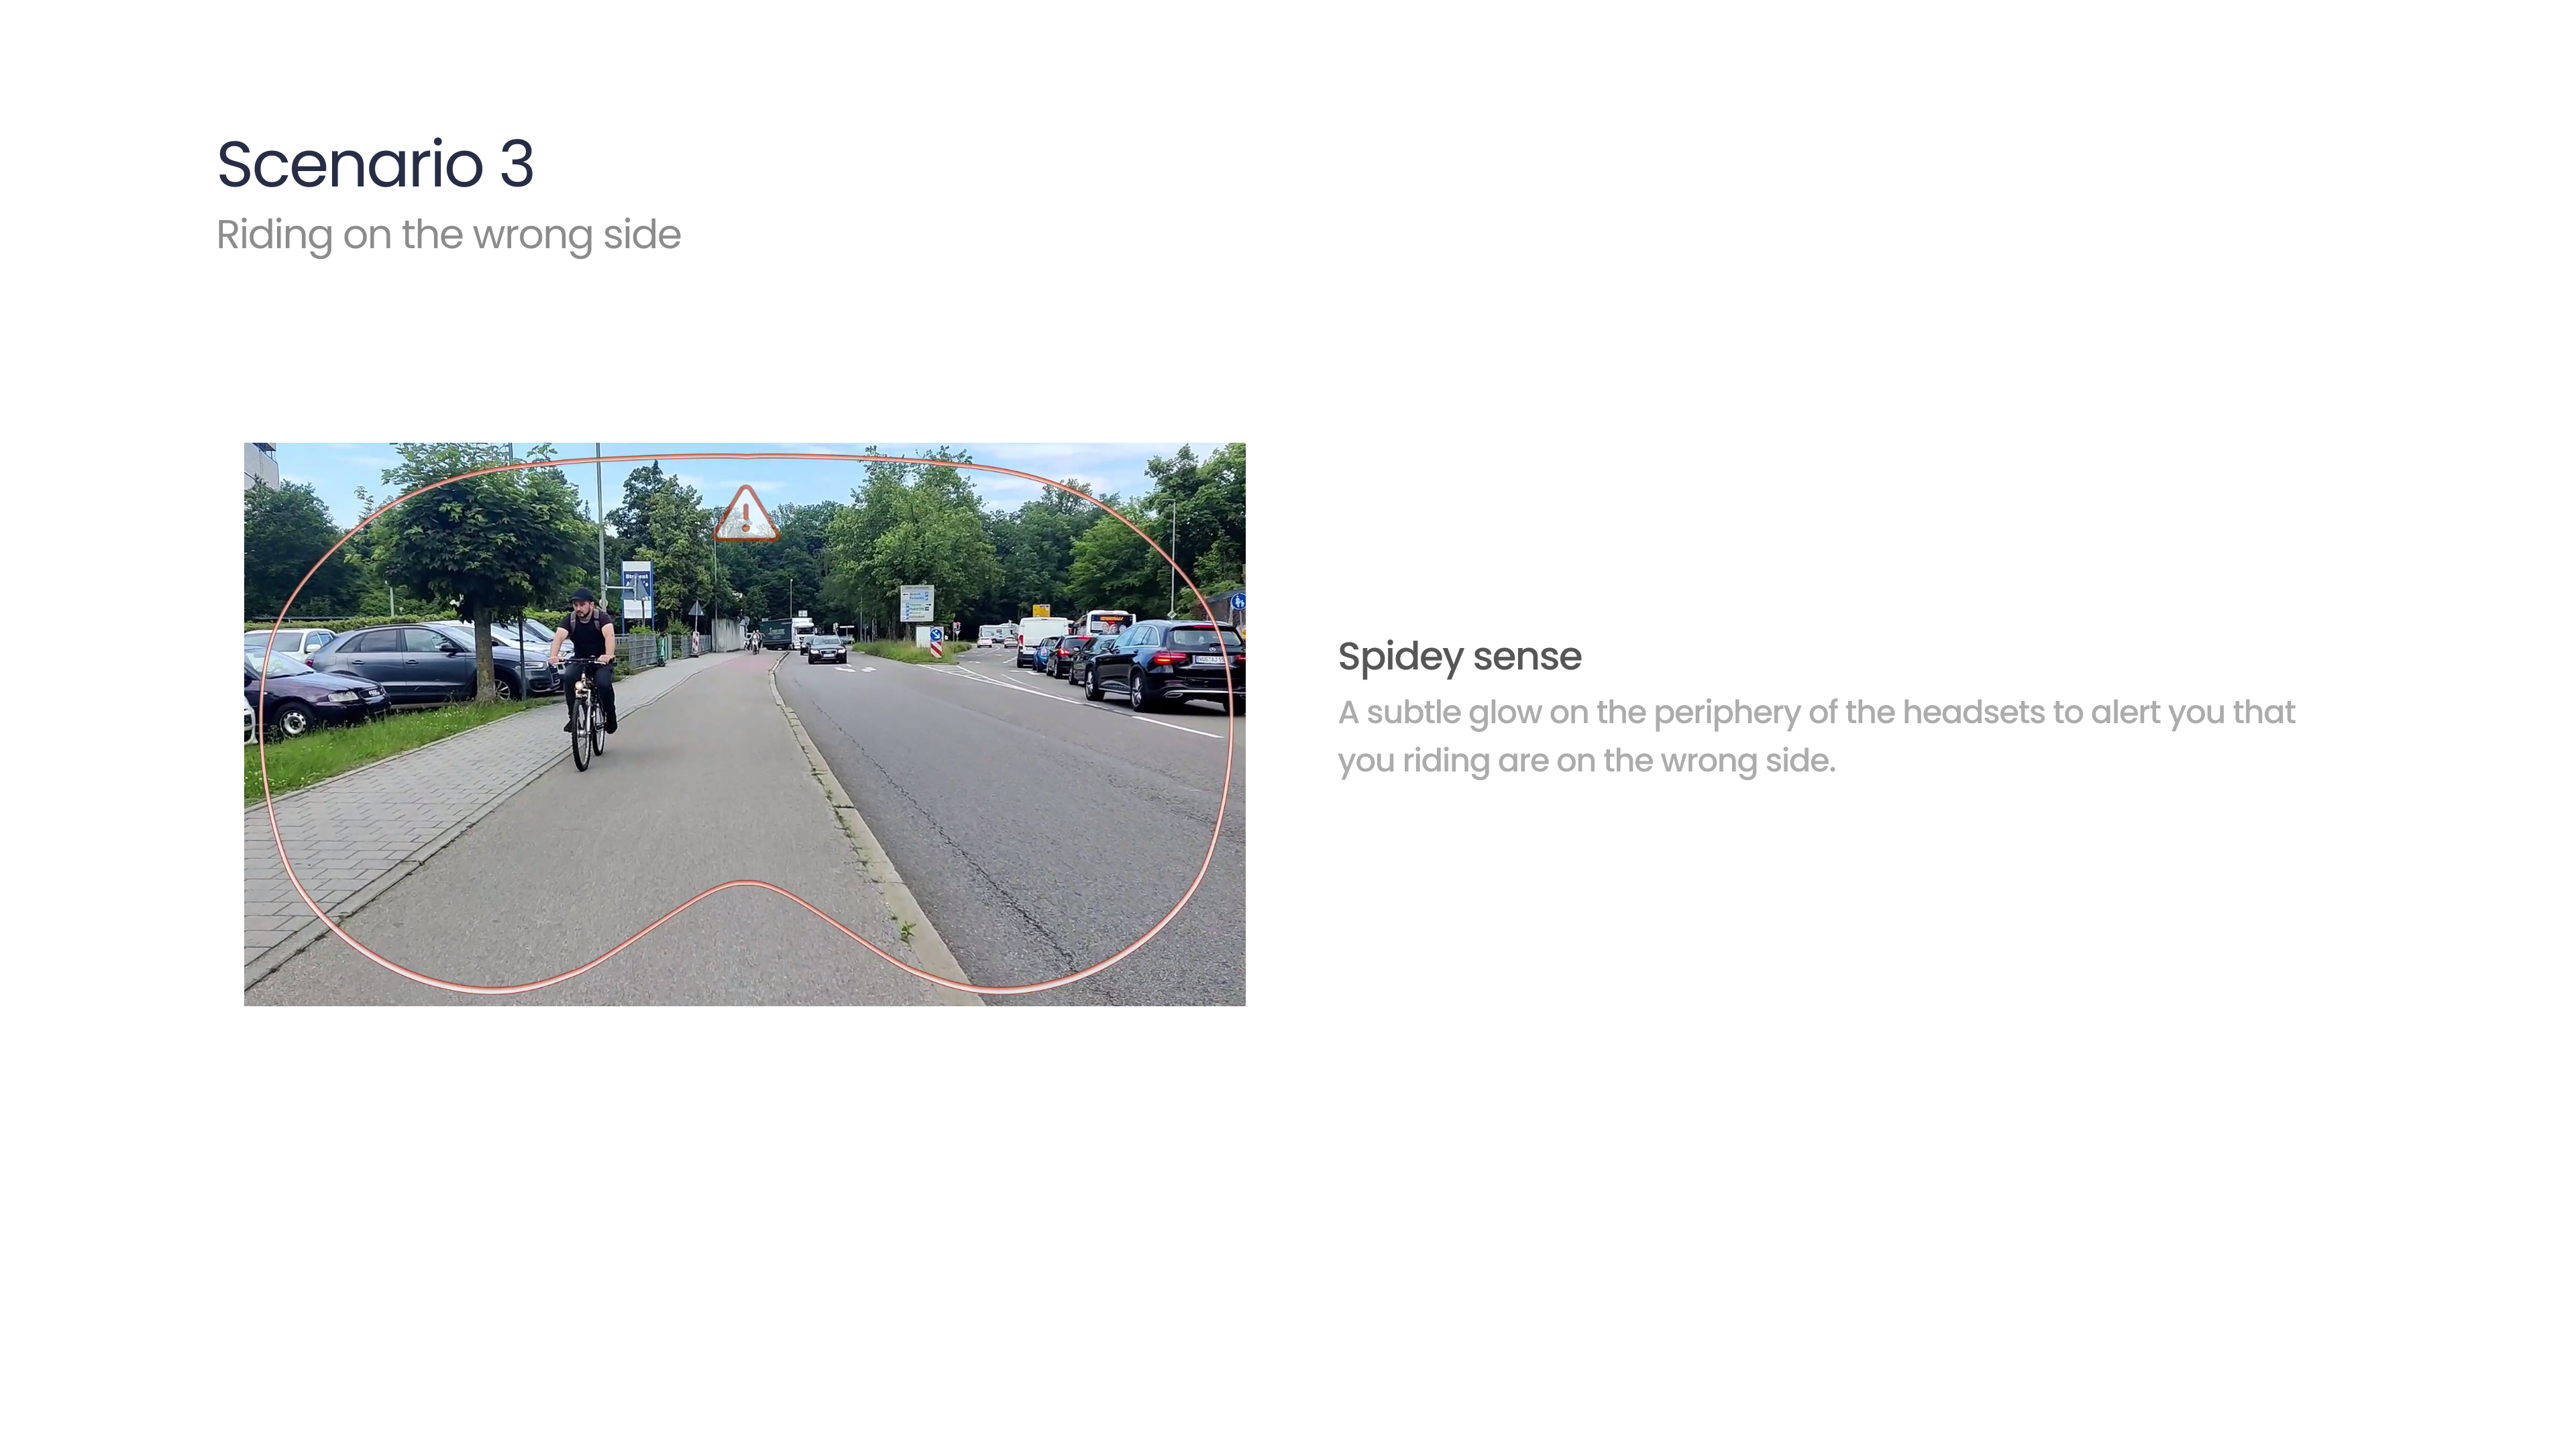 Scenario 3
Riding on the wrong side
Spidey sense
A subtle glow on the periphery of the headsets to alert you that
you riding are on the wrong side.